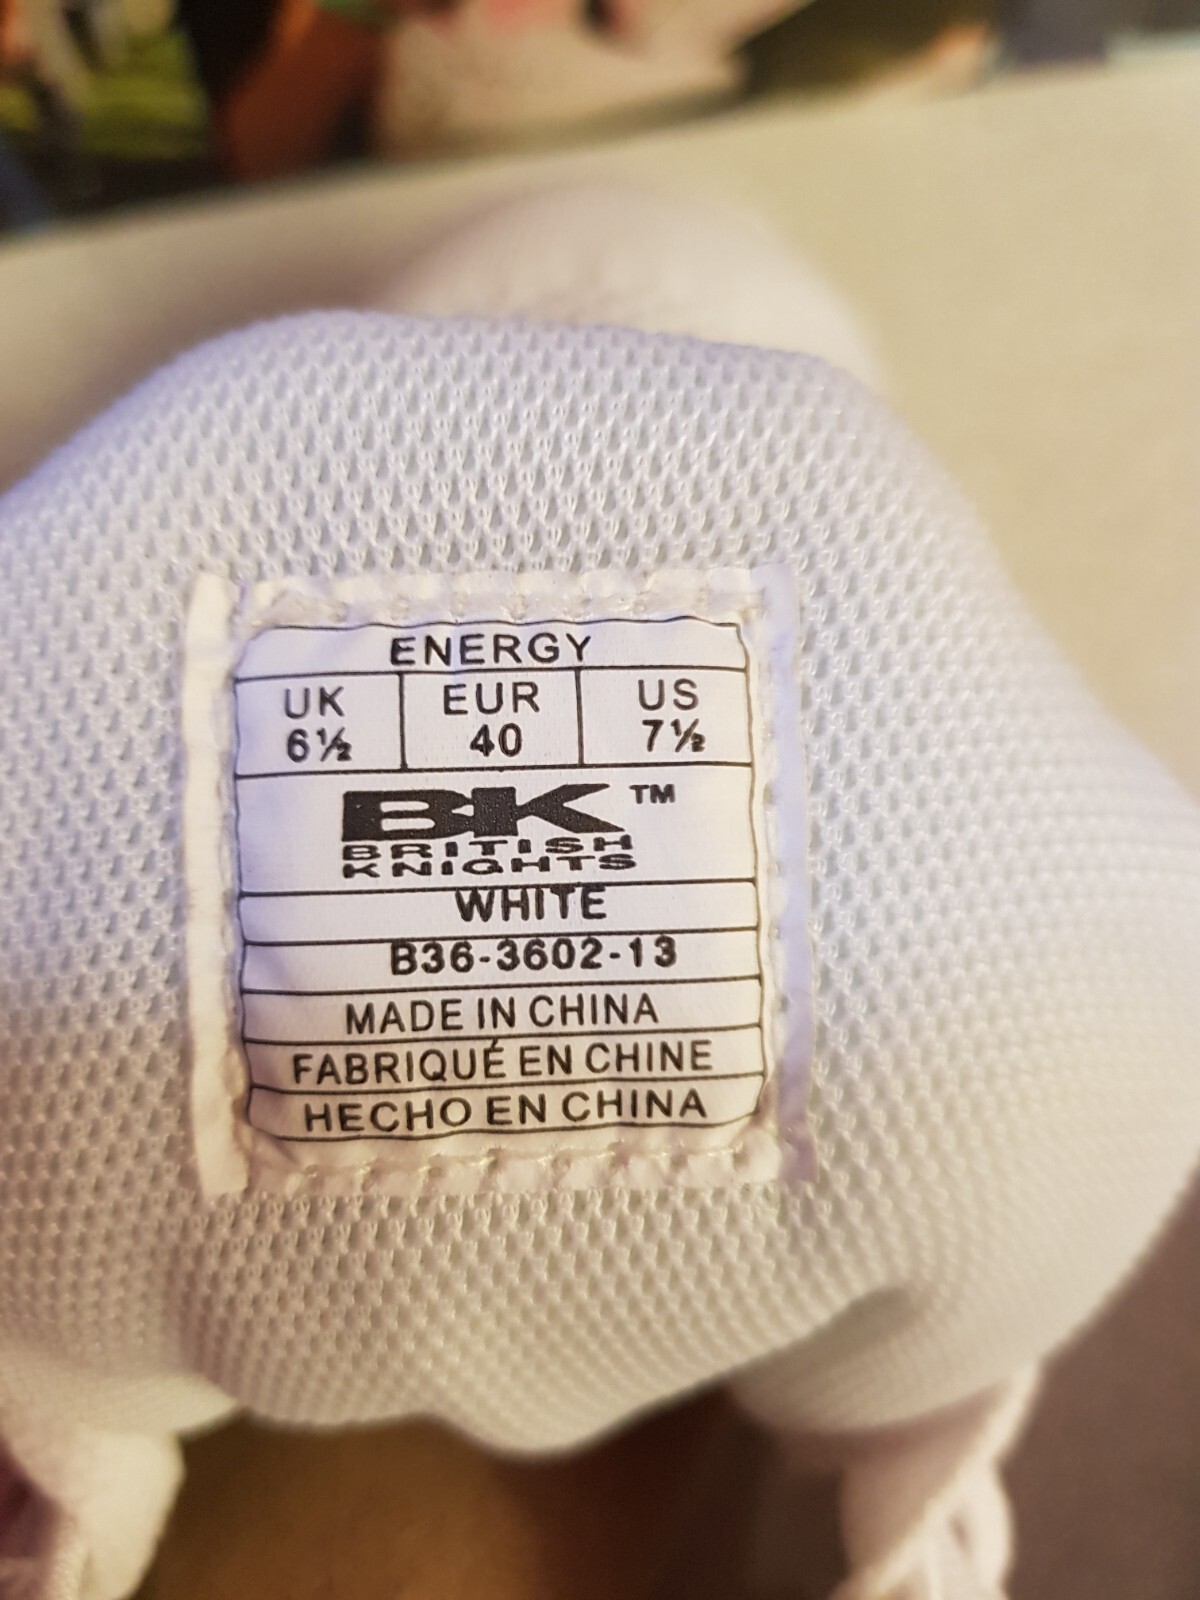 ENERGY
UK EUR US
6½ 40 7½
BK™
BRITISH
KNIGHTS
WHITE
B36-3602-13
MADE IN CHINA
FABRIQUÉ EN CHINE
HECHO EN CHINA